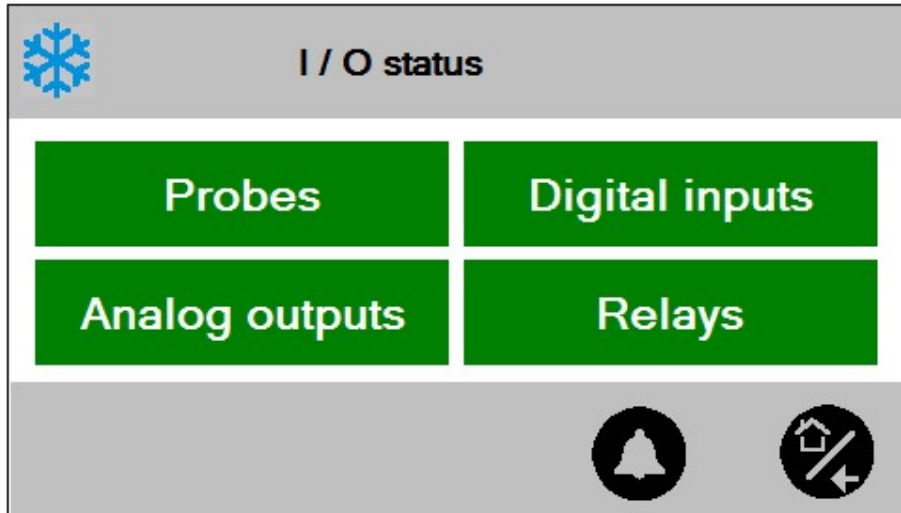 I / O status
Probes
Digital inputs
Analog outputs
Relays